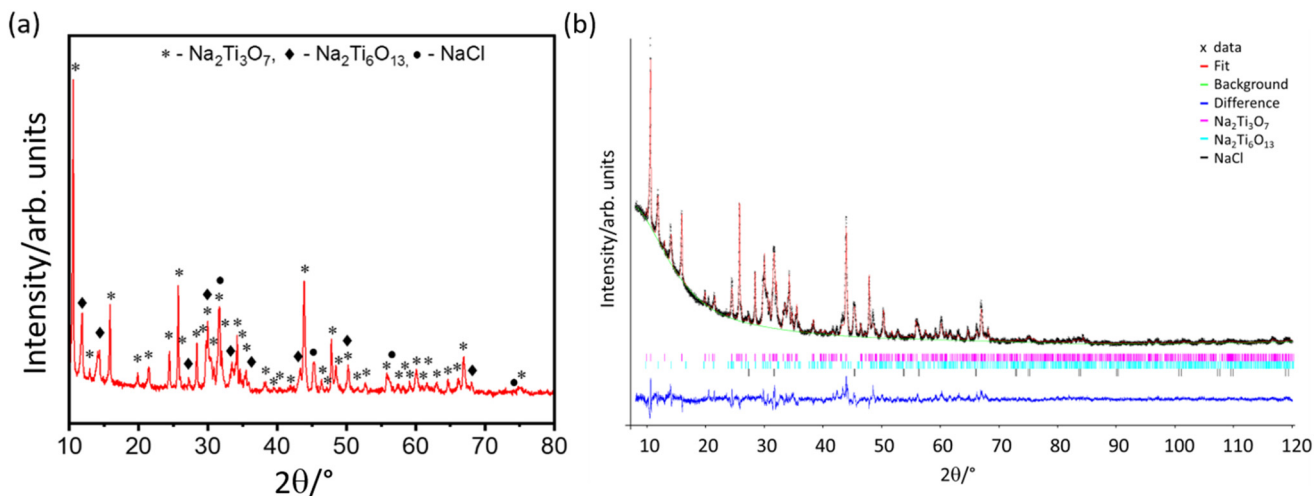 (a)
* - Na₂Ti₃O₇, ♦ - Na₂Ti₆O₁₃, ● - NaCl
Intensity/arb. units
10 20 30 40 50 60 70 80
2θ/°
(b)
x data
Fit
Background
Difference
Na₂Ti₃O₇
Na₂Ti₆O₁₃
NaCl
Intensity/arb. units
10 20 30 40 50 60 70 80 90 100 110 120
2θ/°